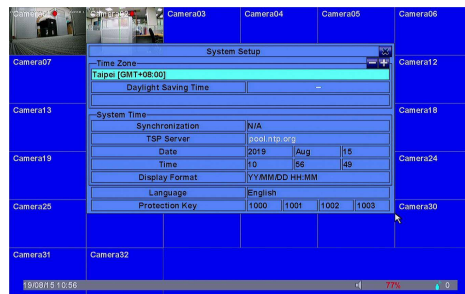 Camera03 Camera04 Camera05 Camera06
System Setup
Camera07 Time Zone Camera12
Taipei [GMT+08:00]
Daylight Saving Time –
Camera13 System Time Camera18
Synchronization N/A
TSP Server pool.ntp.org
Date 2019 Aug 15
Camera19 Time 10 56 49 Camera24
Display Format YY/MM/DD HH:MM
Language English
Camera25 Protection Key 1000 1001 1002 1003 Camera30
Camera31 Camera32
19/08/15 10:56 77% 0